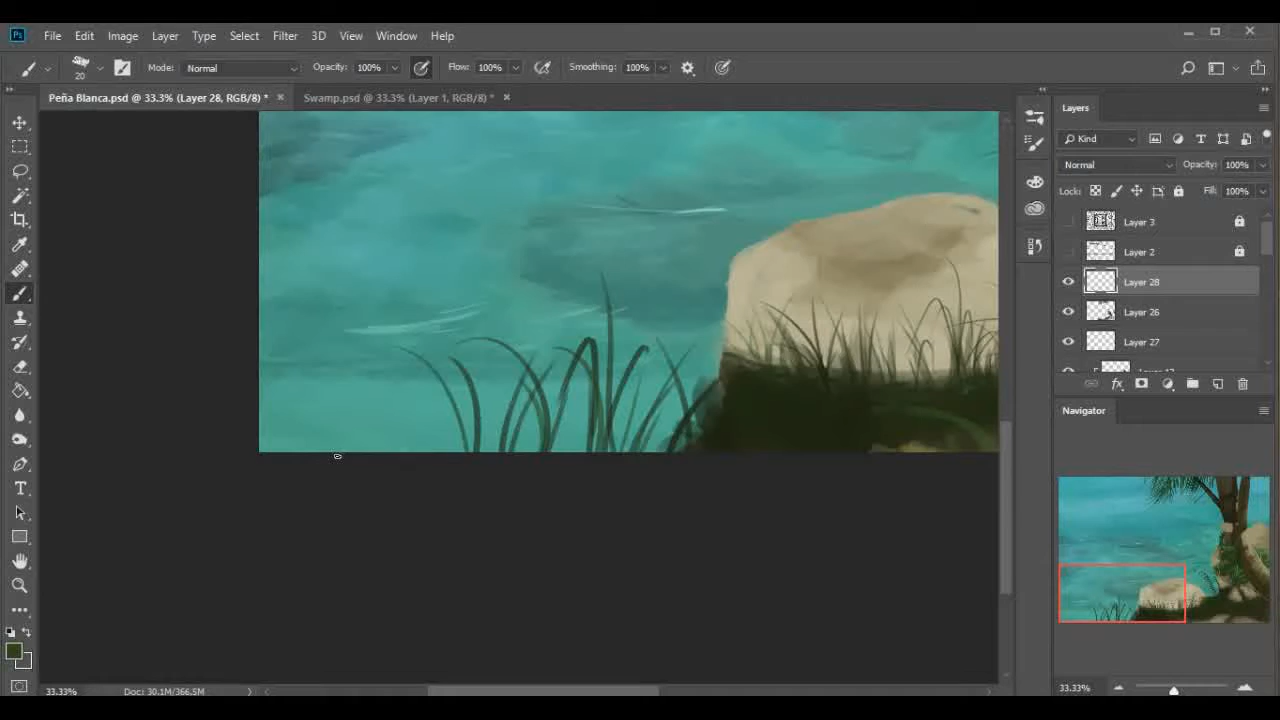 Ps File Edit Image Layer Type Select Filter 3D View Window Help
20 Mode: Normal Opacity: 100% Flow: 100% Smoothing: 100%
Peña Blanca.psd @ 33.3% (Layer 28, RGB/8) * Swamp.psd @ 33.3% (Layer 1, RGB/8) *
Layers
Kind
Normal Opacity: 100%
Lock: Fill: 100%
Layer 3
Layer 2
Layer 28
Layer 26
Layer 27
fx
Navigator
33.33% Doc: 30.1M/366.5M
33.33%